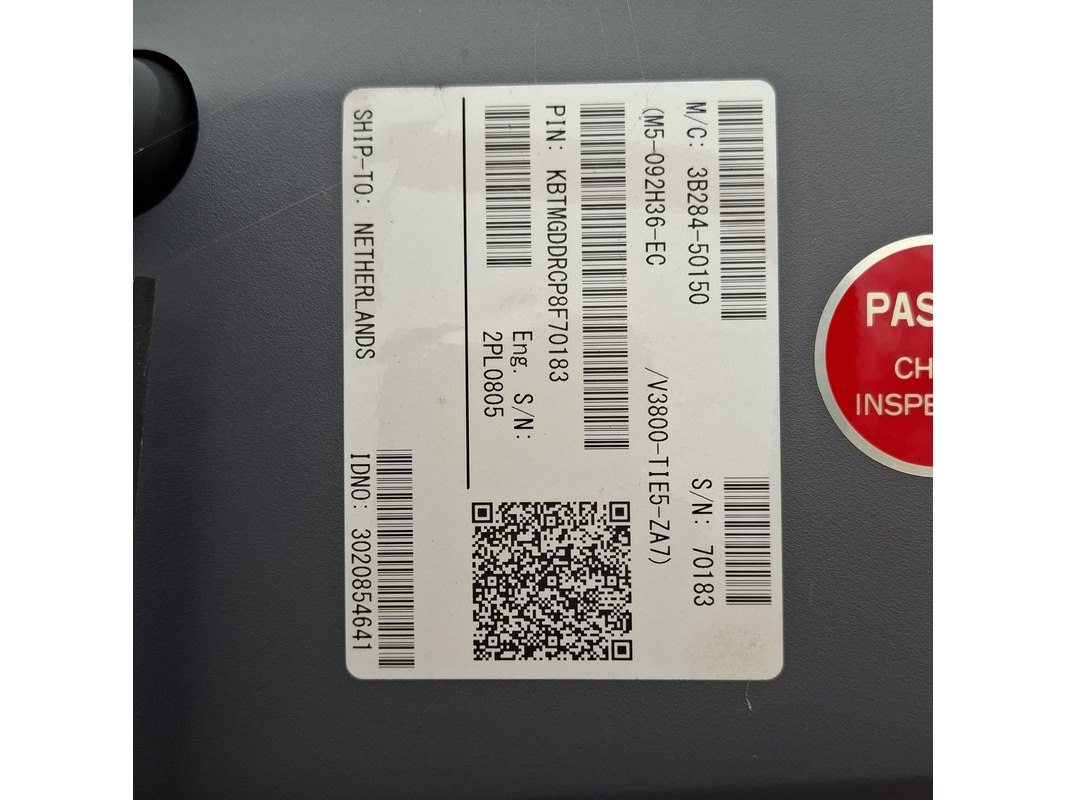 M/C: 3B284-50150
S/N: 70183
(M5-092H36-EC /V3800-TIE5-ZA7)
PIN: KBTMGDDRCP8F70183
Eng. S/N:
2PL0805
SHIP-TO: NETHERLANDS
IDNO: 3020854641
PAS
CH
INSPE